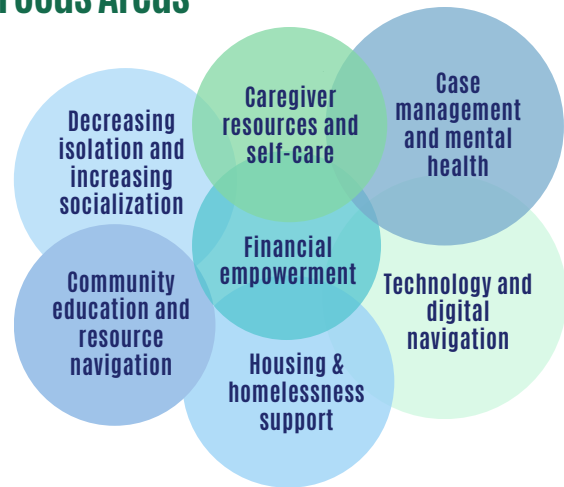 Focus Areas
Decreasing
isolation and
increasing
socialization
Caregiver
resources and
self-care
Case
management
and mental
health
Community
education and
resource
navigation
Financial
empowerment
Technology and
digital
navigation
Housing &
homelessness
support